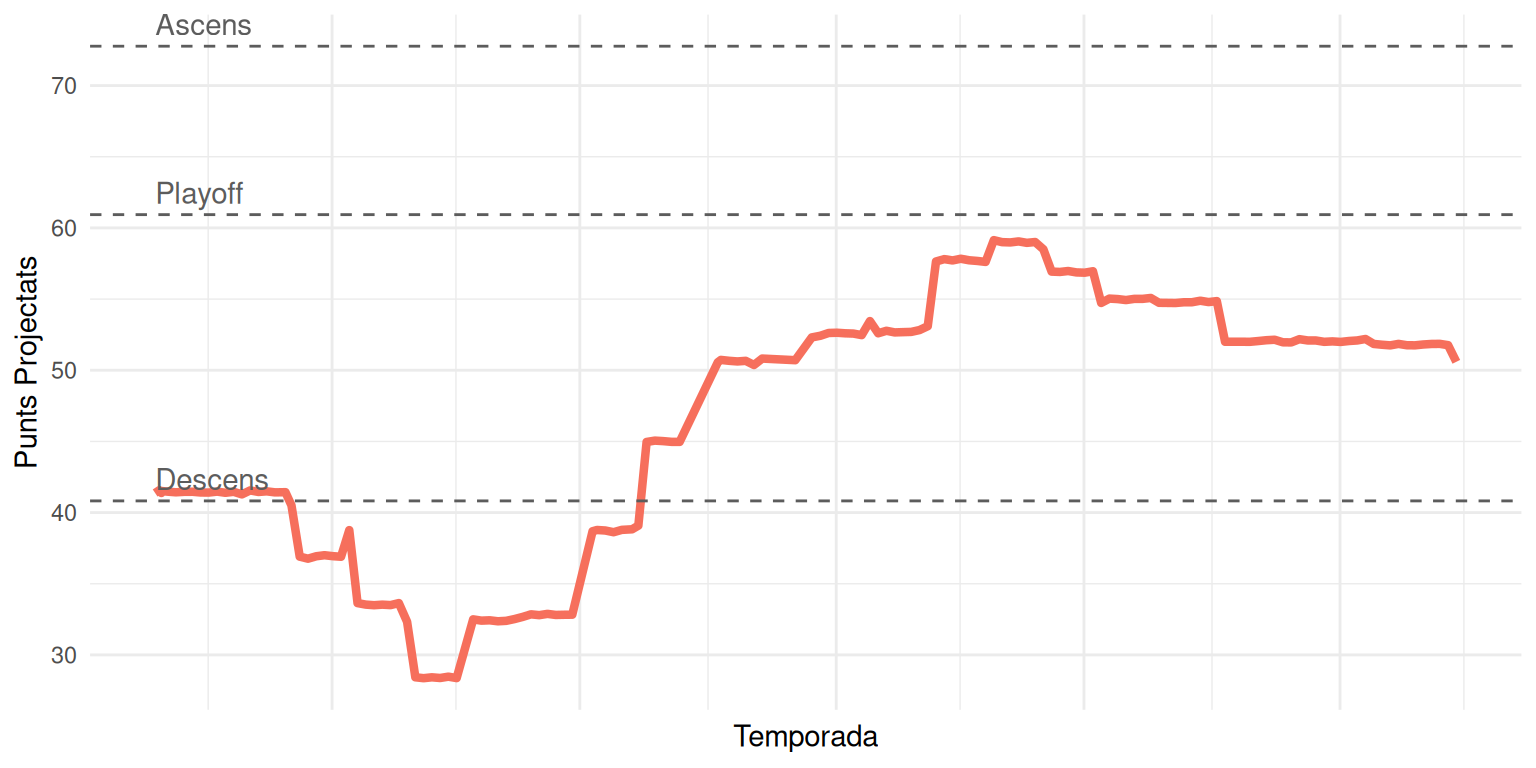 Ascens
70
Playoff
60
Punts Projectats
50
Descens
40
30
Temporada